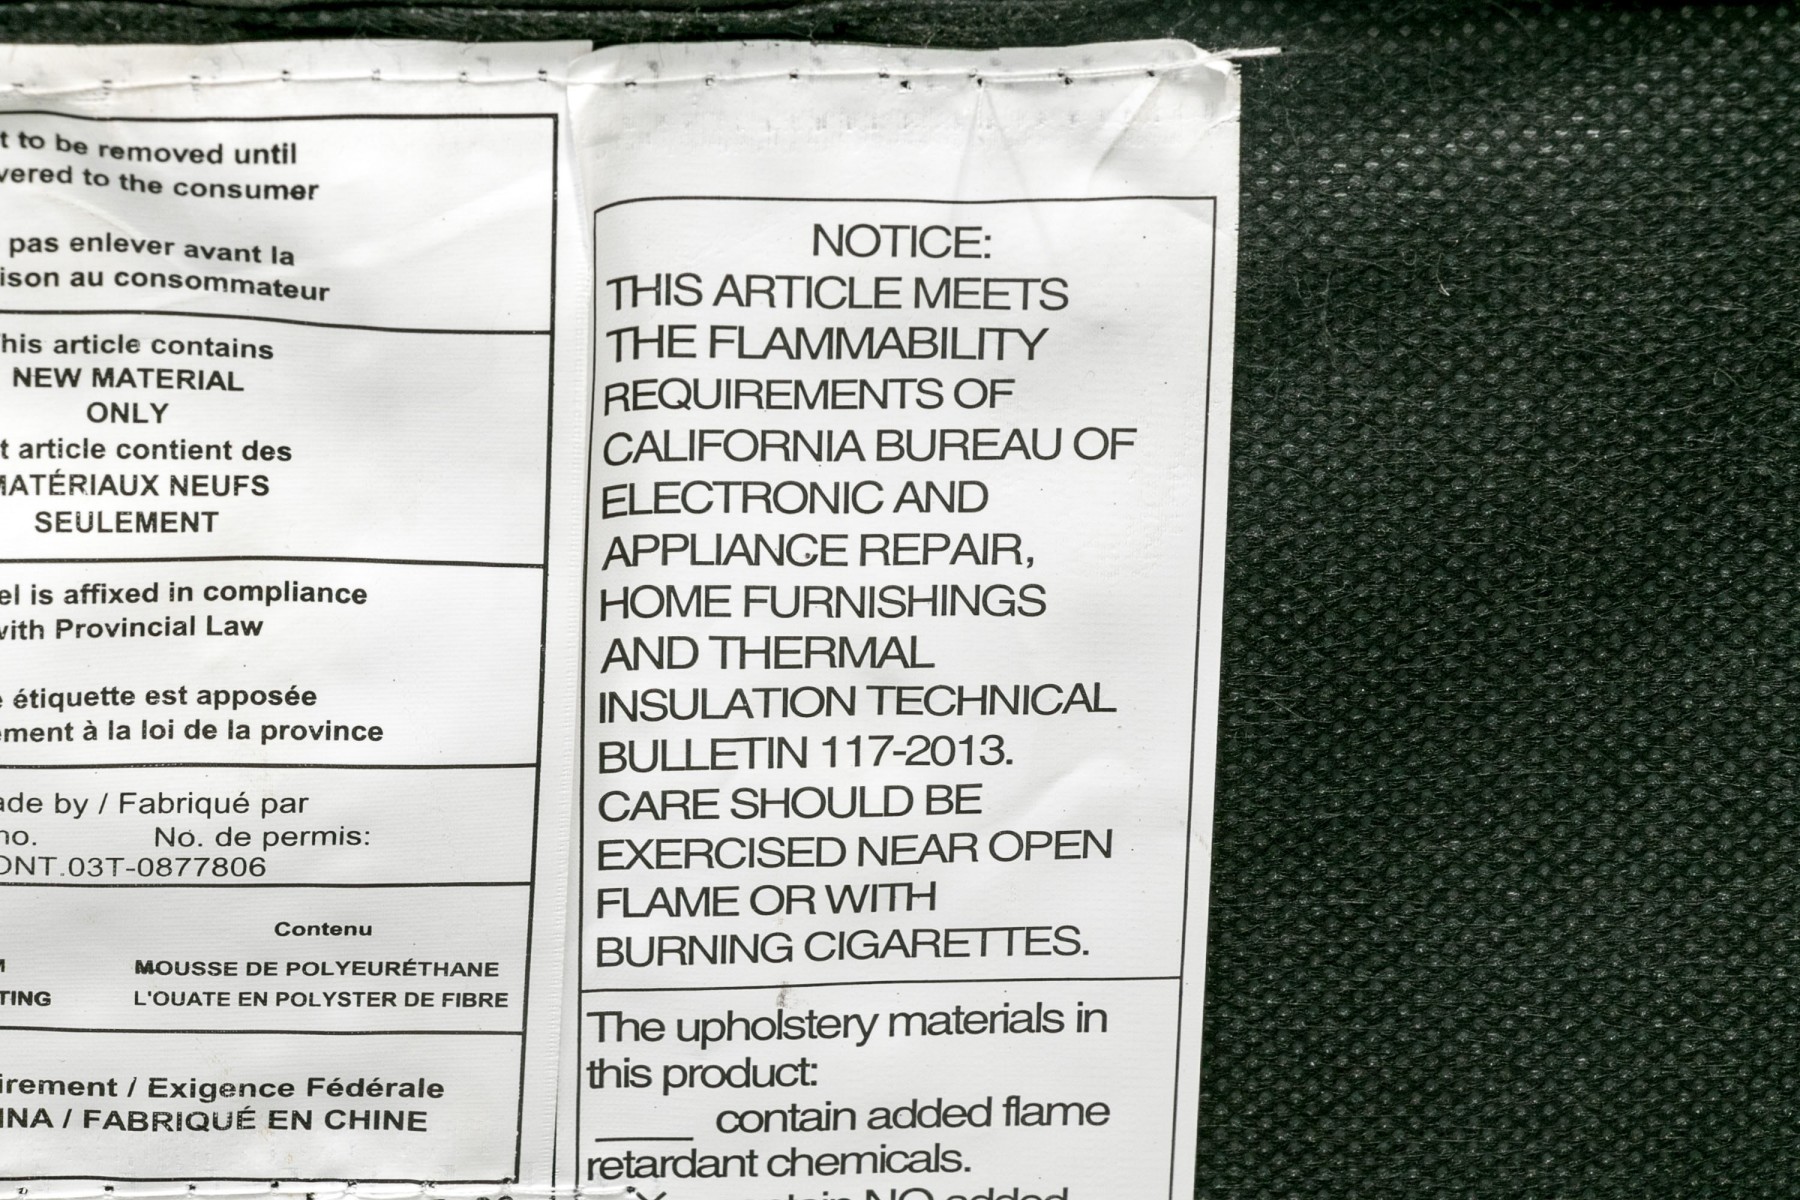 t to be removed until
vered to the consumer
pas enlever avant la
ison au consommateur
his article contains
NEW MATERIAL
ONLY
t article contient des
MATÉRIAUX NEUFS
SEULEMENT
el is affixed in compliance
with Provincial Law
e étiquette est apposée
ement à la loi de la province
ade by / Fabriqué par
no. No. de permis:
ONT.03T-0877806
Contenu
MOUSSE DE POLYEURÉTHANE
TING L'OUATE EN POLYSTER DE FIBRE
irement / Exigence Fédérale
INA / FABRIQUÉ EN CHINE
NOTICE:
THIS ARTICLE MEETS
THE FLAMMABILITY
REQUIREMENTS OF
CALIFORNIA BUREAU OF
ELECTRONIC AND
APPLIANCE REPAIR,
HOME FURNISHINGS
AND THERMAL
INSULATION TECHNICAL
BULLETIN 117-2013.
CARE SHOULD BE
EXERCISED NEAR OPEN
FLAME OR WITH
BURNING CIGARETTES.
The upholstery materials in
this product:
____ contain added flame
retardant chemicals.
NO added